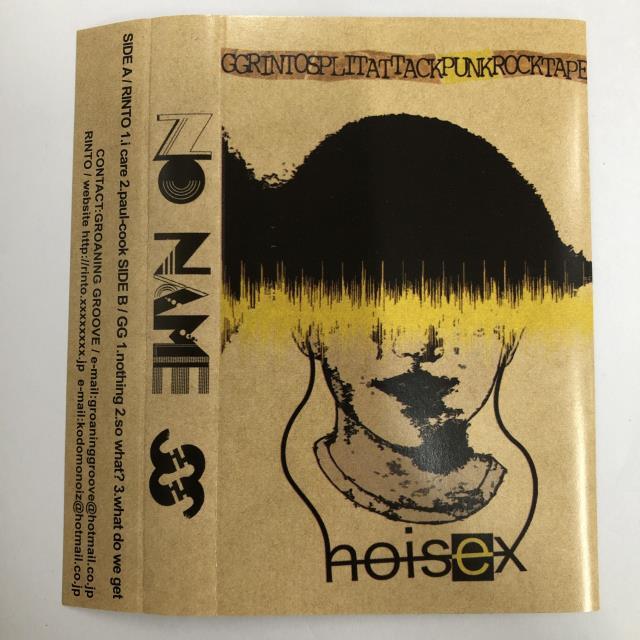 GGRINTOSPLITATTACKPUNKROCKTAPE
noisex
NO NAME
SIDE A / RINTO 1.i care 2.paul-cook SIDE B / GG 1.nothing 2.so what? 3.what do we get
CONTACT:GROANING GROOVE / e-mail:groaninggroove@hotmail.co.jp
RINTO / website http://rinto.xxxxxxxx.jp e-mail:kodomonoiz@hotmail.co.jp